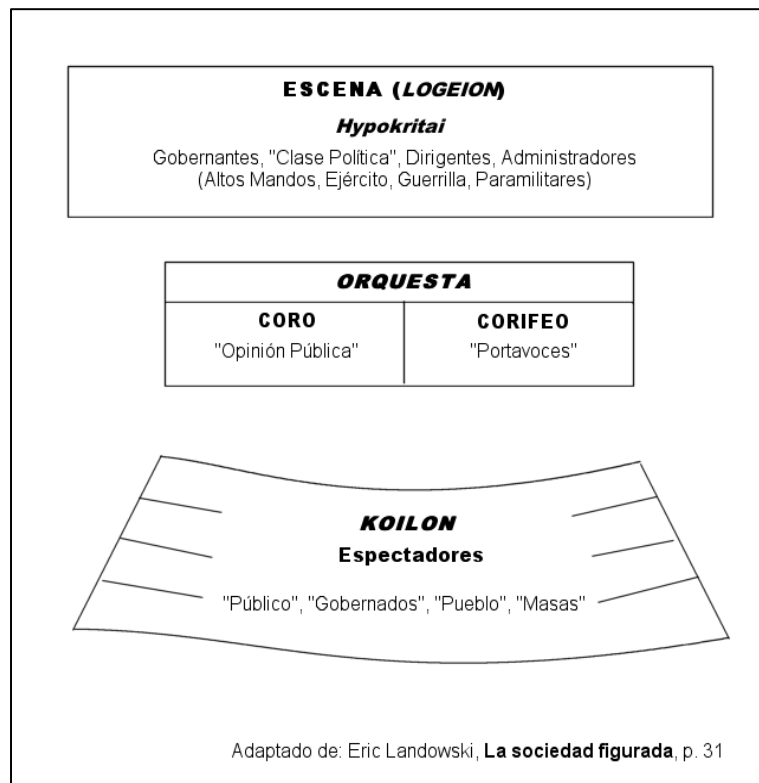 ESCENA (LOGEION)
Hypokritai
Gobernantes, "Clase Política", Dirigentes, Administradores
(Altos Mandos, Ejército, Guerrilla, Paramilitares)
ORQUESTA
CORO
"Opinión Pública"
CORIFEO
"Portavoces"
KOILON
Espectadores
"Público", "Gobernados", "Pueblo", "Masas"
Adaptado de: Eric Landowski, La sociedad figurada, p. 31